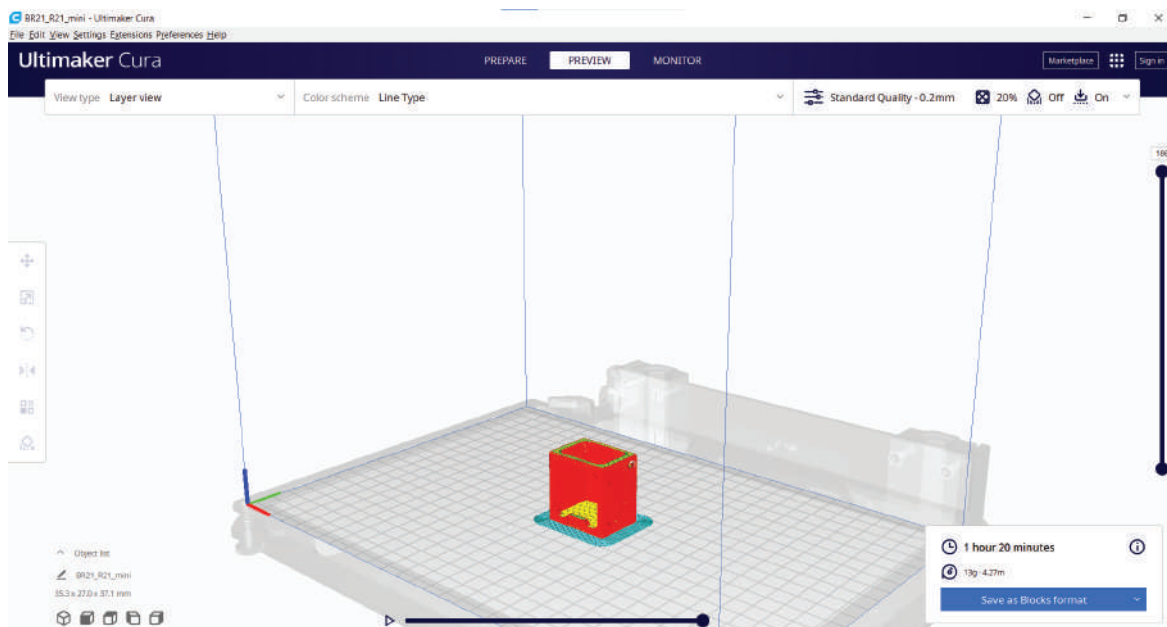 BR21_R21_mini - Ultimaker Cura
File Edit View Settings Extensions Preferences Help
Ultimaker Cura
PREPARE
PREVIEW
MONITOR
Marketplace
Sign in
View type Layer view
Color scheme Line Type
Standard Quality - 0.2mm
20%
Off
On
Object list
BR21_R21_mini
35.3 x 27.0 x 37.1 mm
1 hour 20 minutes
13g · 4.27m
Save as Blocks format